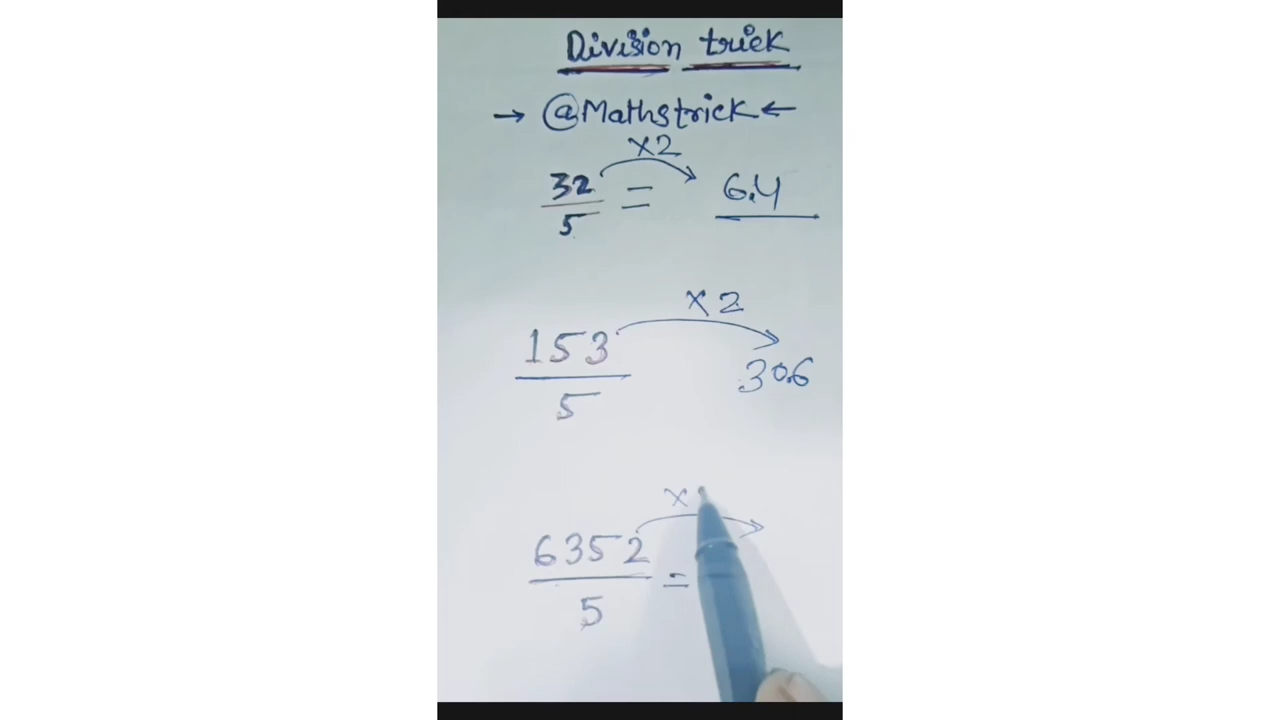 Division trick
→ @Mathstrick ←
×2
32/5 = 6.4
×2
153/5 30.6
×
6352/5 =